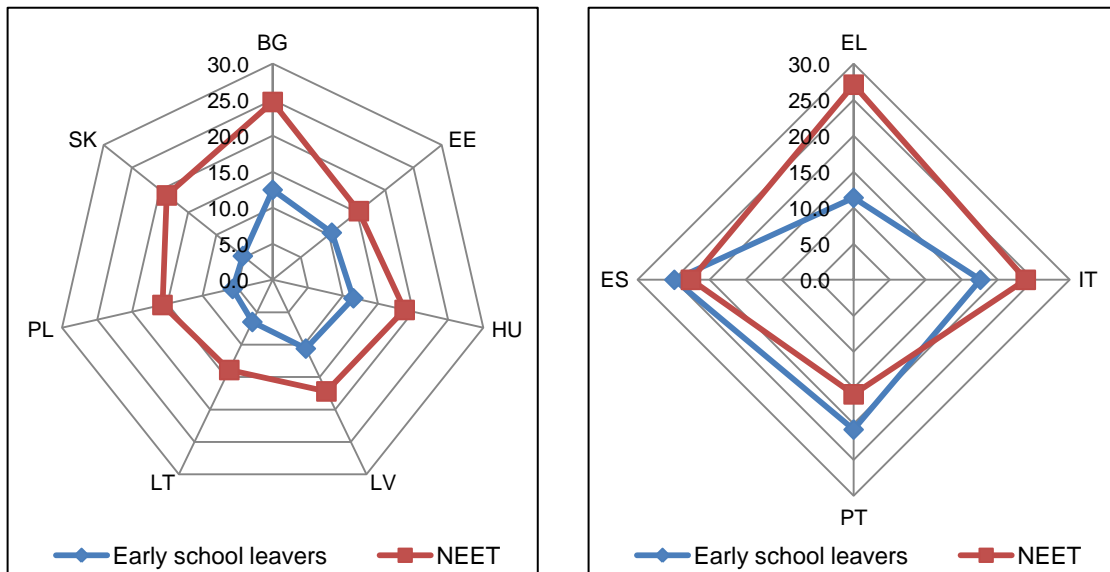 BG
30.0
25.0
20.0
15.0
10.0
5.0
0.0
SK
EE
PL
HU
LT
LV
Early school leavers
NEET
EL
30.0
25.0
20.0
15.0
10.0
5.0
0.0
ES
IT
PT
Early school leavers
NEET